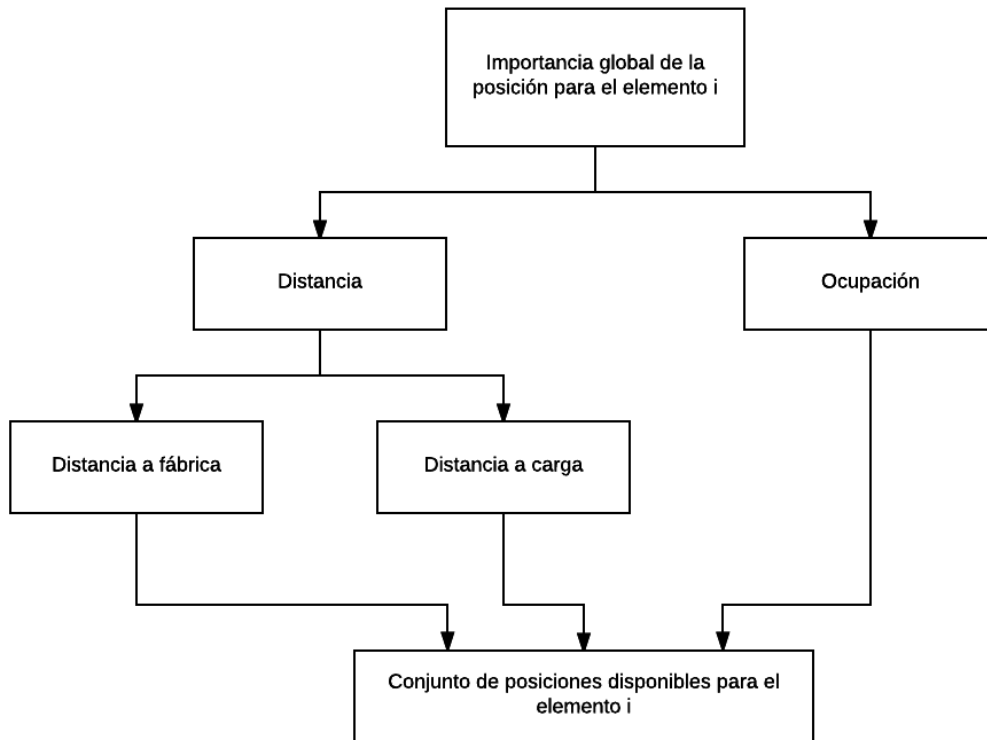 Importancia global de la
posición para el elemento i
Distancia
Ocupación
Distancia a fábrica
Distancia a carga
Conjunto de posiciones disponibles para el
elemento i